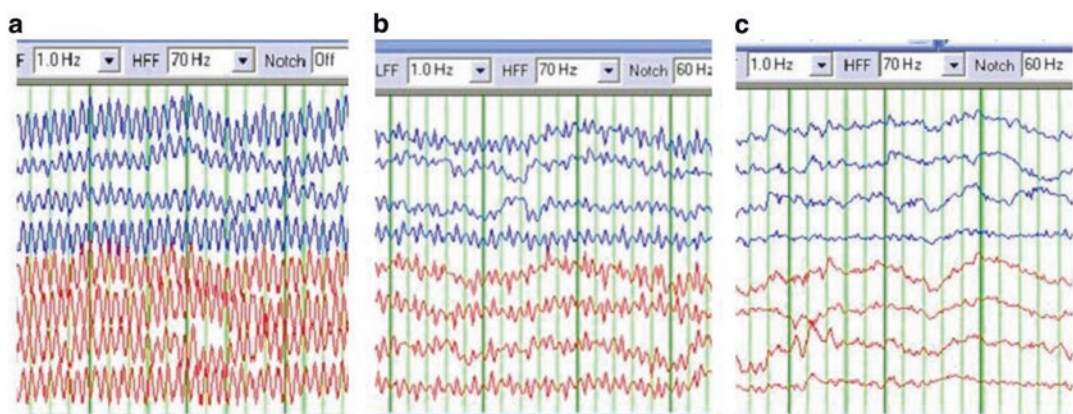 a
F 1.0 Hz HFF 70 Hz Notch Off
b
LFF 1.0 Hz HFF 70 Hz Notch 60 Hz
c
1.0 Hz HFF 70 Hz Notch 60 Hz